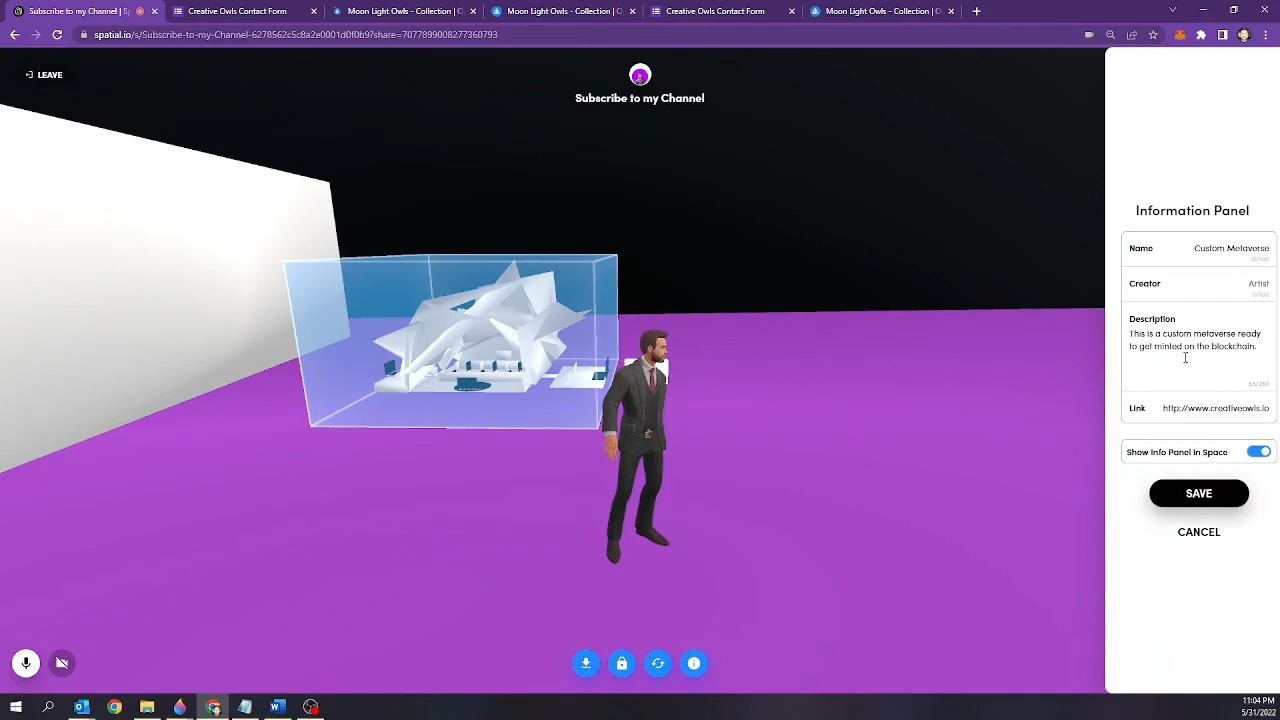 Subscribe to my Channel | Sp
Creative Owls Contact Form
Moon Light Owls - Collection | O
Moon Light Owls - Collection | O
Creative Owls Contact Form
Moon Light Owls - Collection | O
spatial.io/s/Subscribe-to-my-Channel-6278562c5c8a2e0001d0f0b9?share=7077899008277360793
LEAVE
Subscribe to my Channel
Information Panel
Name Custom Metaverse
16/100
Creator Artist
0/100
Description
This is a custom metaverse ready
to get minted on the blockchain.
Link http://www.creativeowls.io
Show Info Panel in Space
SAVE
CANCEL
11:04 PM
5/31/2022